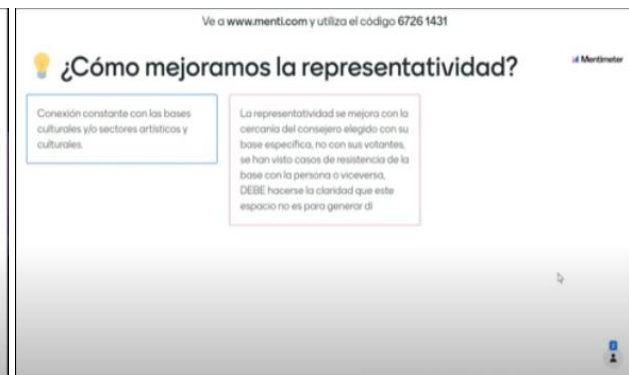 Ve a www.menti.com y utiliza el código 6726 1431
¿Cómo mejoramos la representatividad?
Mentimeter
Conexión constante con las bases
culturales y/o sectores artísticos y
culturales.
La representatividad se mejora con la
cercanía del consejero elegido con su
base específica, no con sus votantes,
se han visto casos de resistencia de la
base con la persona o viceversa,
DEBE hacerse la claridad que este
espacio no es para generar di